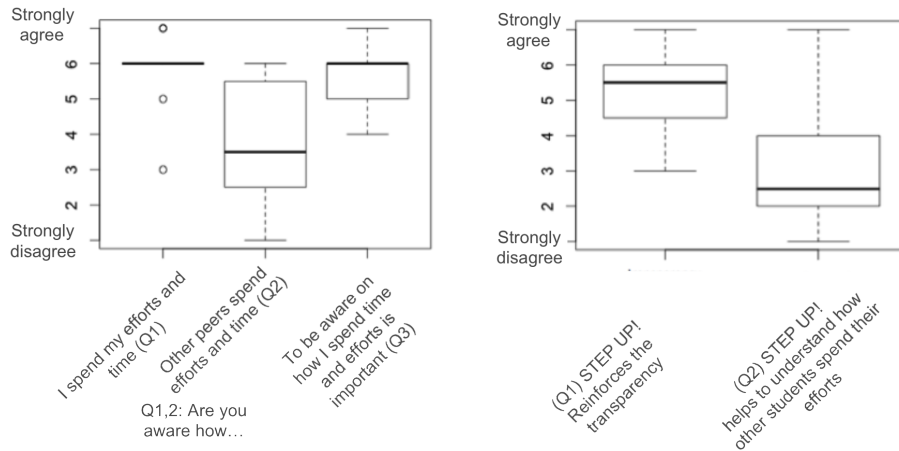 Strongly
agree
6
5
4
3
2
Strongly
disagree
I spend my efforts and
time (Q1)
Other peers spend
efforts and time (Q2)
To be aware on
how I spend time
and efforts is
important (Q3)
Q1,2: Are you
aware how…
Strongly
agree
6
5
4
3
2
Strongly
disagree
(Q1) STEP UP!
Reinforces the
transparency
(Q2) STEP UP!
helps to understand how
other students spend their
efforts